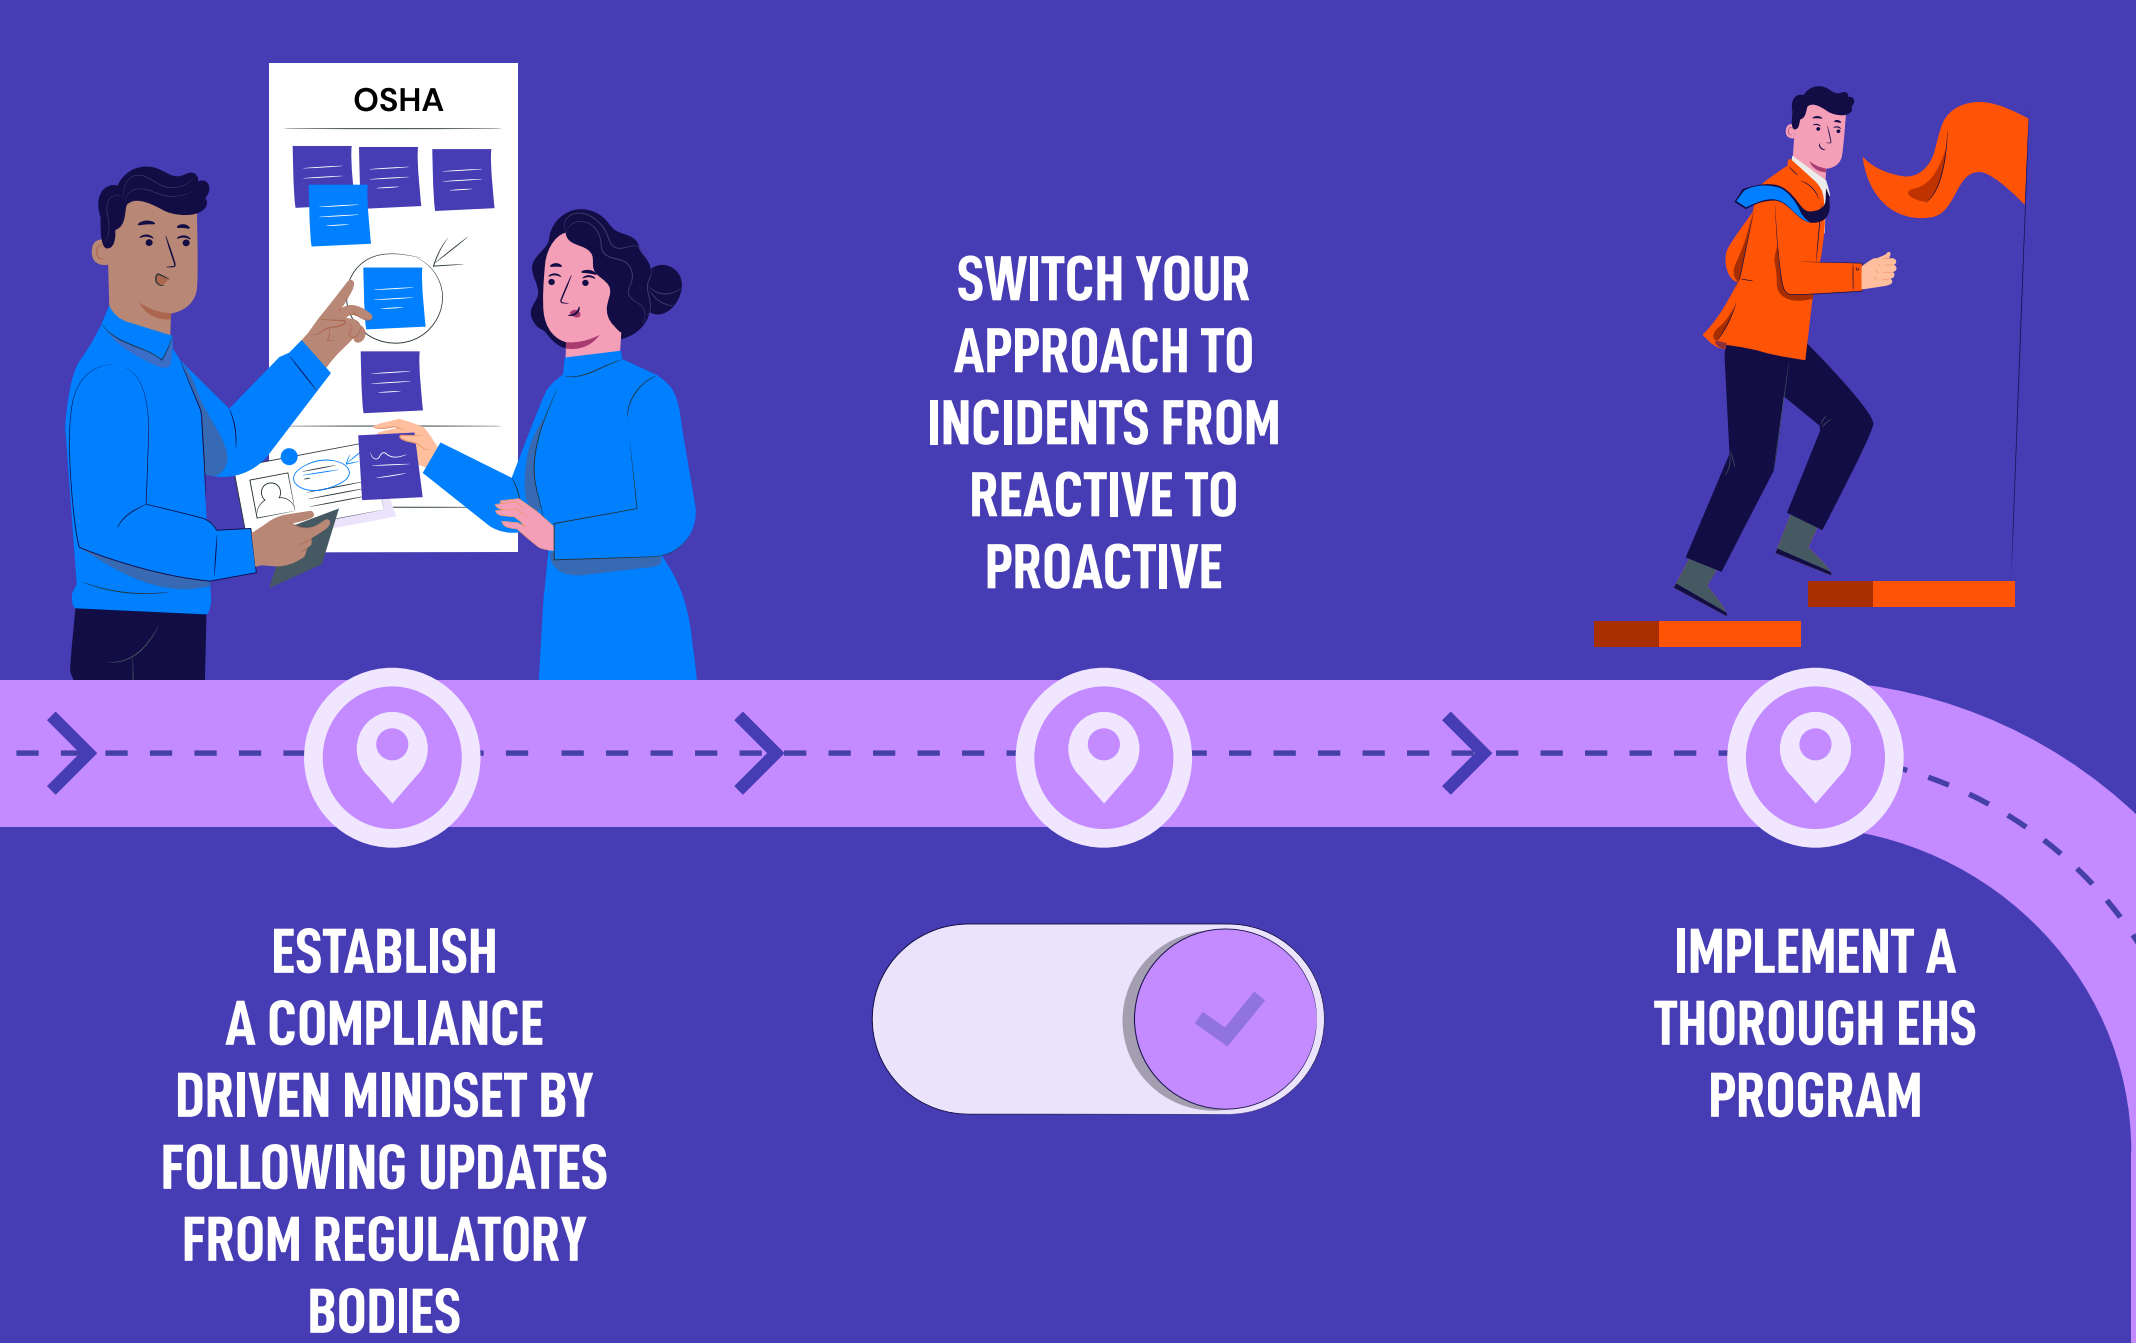 OSHA
ESTABLISH
A COMPLIANCE
DRIVEN MINDSET BY
FOLLOWING UPDATES
FROM REGULATORY
BODIES
SWITCH YOUR
APPROACH TO
INCIDENTS FROM
REACTIVE TO
PROACTIVE
IMPLEMENT A
THOROUGH EHS
PROGRAM